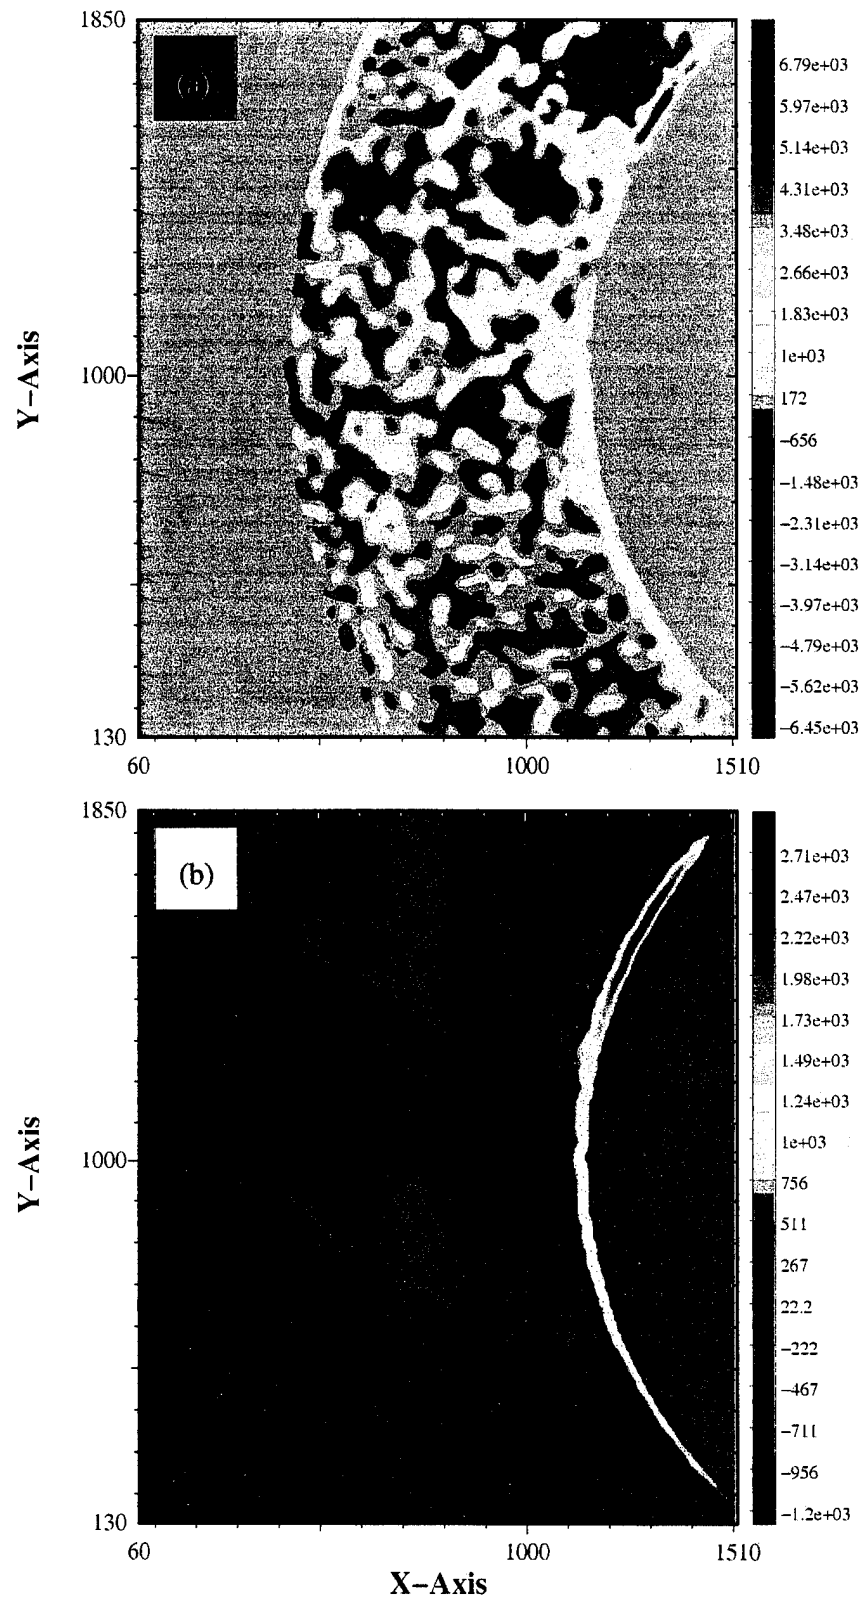 1850
(a)
6.79e+03
5.97e+03
5.14e+03
4.31e+03
3.48e+03
2.66e+03
1.83e+03
1e+03
172
−656
−1.48e+03
−2.31e+03
−3.14e+03
−3.97e+03
−4.79e+03
−5.62e+03
−6.45e+03
Y−Axis
1000
130
60
1000
1510
1850
(b)
2.71e+03
2.47e+03
2.22e+03
1.98e+03
1.73e+03
1.49e+03
1.24e+03
1e+03
756
511
267
22.2
−222
−467
−711
−956
−1.2e+03
Y−Axis
1000
130
60
1000
1510
X−Axis